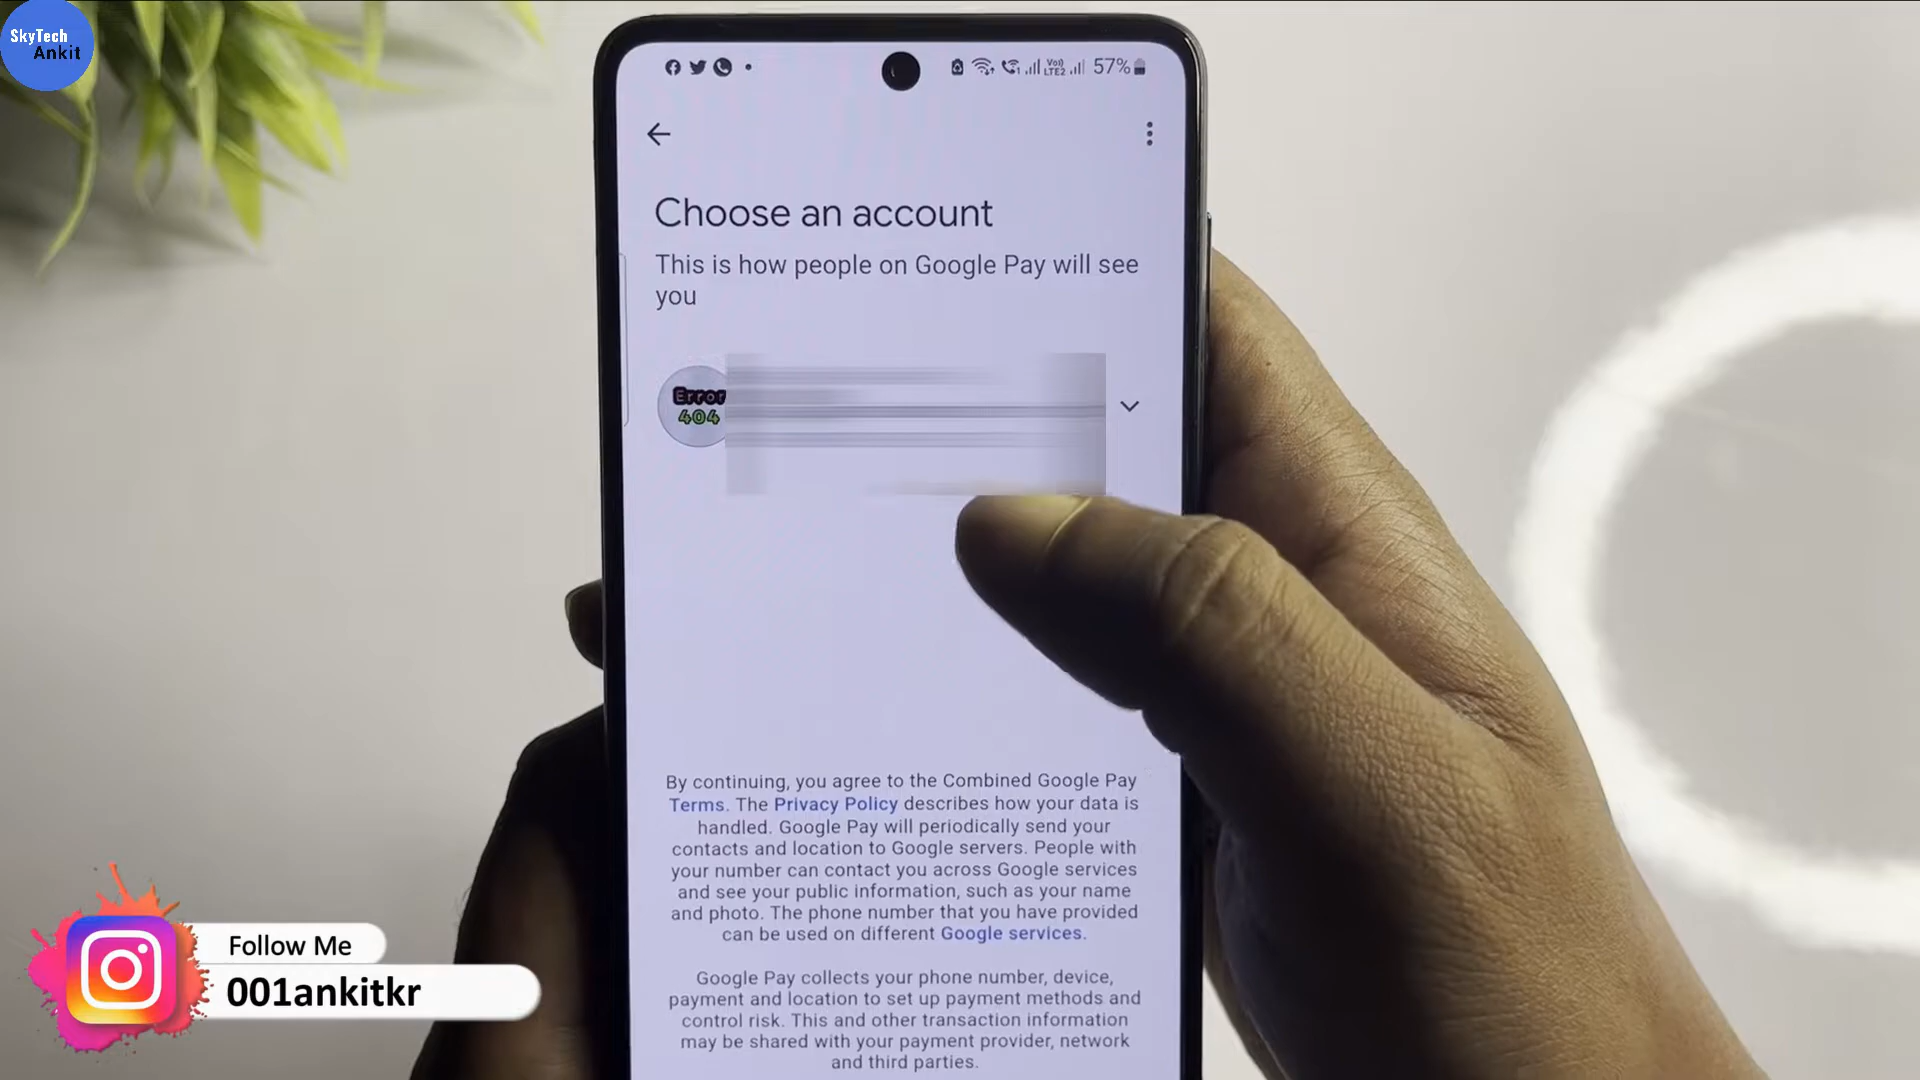 SkyTech
Ankit
Vo))
LTE2
57%
Choose an account
This is how people on Google Pay will see
you
Error
404
By continuing, you agree to the Combined Google Pay
Terms. The Privacy Policy describes how your data is
handled. Google Pay will periodically send your
contacts and location to Google servers. People with
your number can contact you across Google services
and see your public information, such as your name
and photo. The phone number that you have provided
can be used on different Google services.
Google Pay collects your phone number, device,
payment and location to set up payment methods and
control risk. This and other transaction information
may be shared with your payment provider, network
and third parties.
Follow Me
001ankitkr